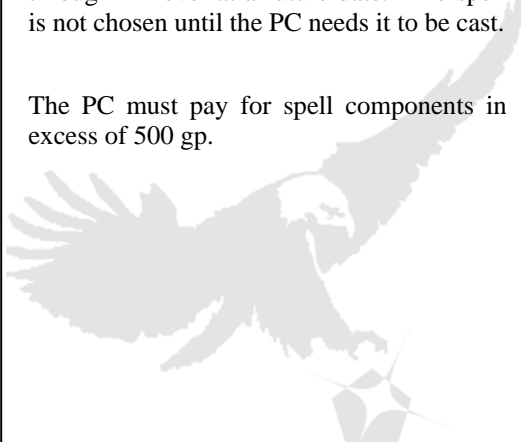 is not chosen until the PC needs it to be cast.
The PC must pay for spell components in
excess of 500 gp.